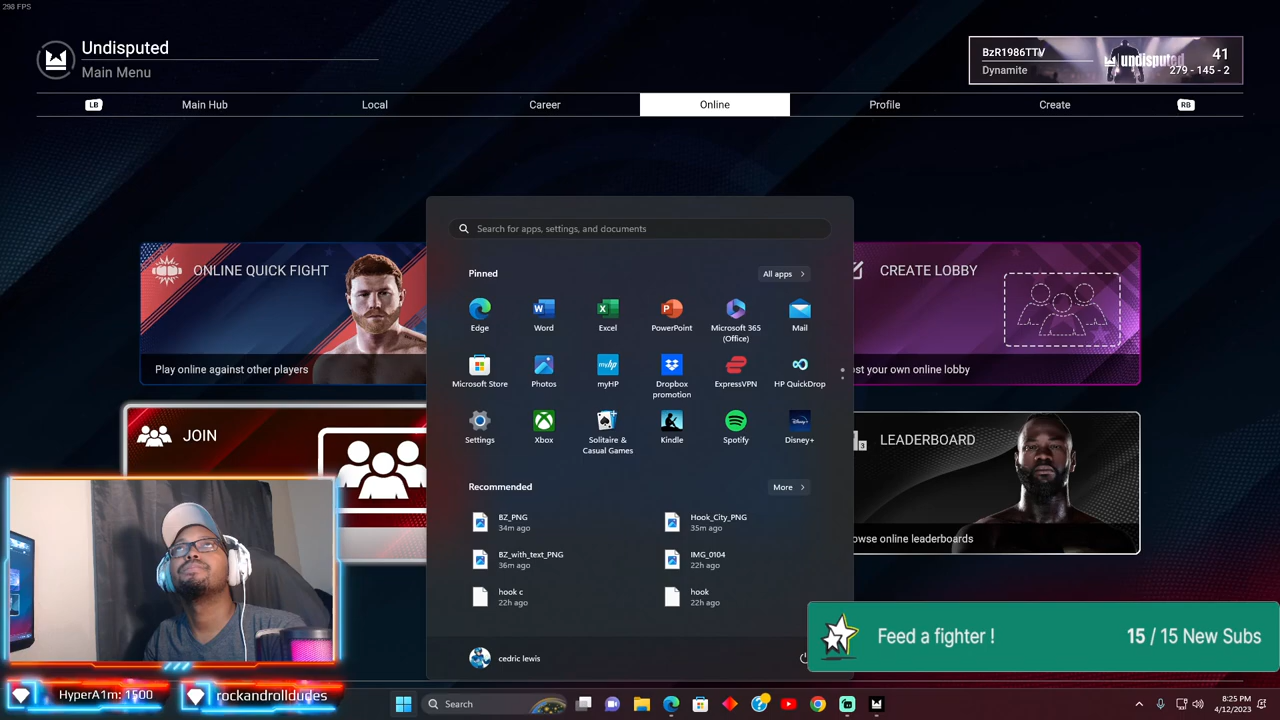 298 FPS
Undisputed
Main Menu
BzR1986TTV
Dynamite
undisputed
41
279 - 145 - 2
LB
Main Hub
Local
Career
Online
Profile
Create
RB
ONLINE QUICK FIGHT
Play online against other players
CREATE LOBBY
ost your own online lobby
JOIN
LEADERBOARD
owse online leaderboards
Search for apps, settings, and documents
Pinned
All apps
Edge
Word
Excel
PowerPoint
Microsoft 365
(Office)
Mail
Microsoft Store
Photos
myHP
Dropbox
promotion
ExpressVPN
HP QuickDrop
Settings
Xbox
Solitaire &
Casual Games
Kindle
Spotify
Disney+
Recommended
More
BZ_PNG
34m ago
Hook_City_PNG
35m ago
BZ_with_text_PNG
36m ago
IMG_0104
22h ago
hook c
22h ago
hook
22h ago
cedric lewis
Feed a fighter !
15 / 15 New Subs
HyperA1m: 1500
rockandrolldudes
Search
8:25 PM
4/12/2023